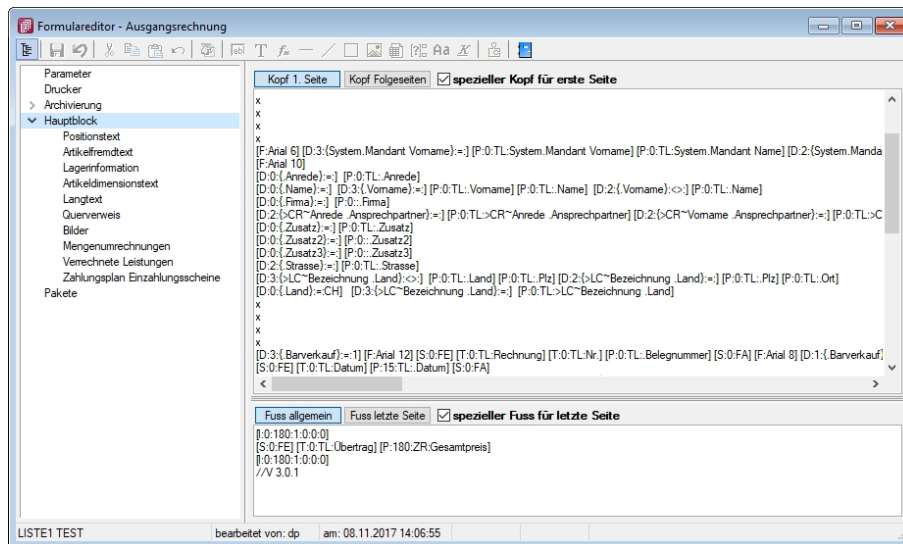 Formulareditor - Ausgangsrechnung
Parameter
Drucker
Archivierung
Hauptblock
Positionstext
Artikelfremdtext
Lagerinformation
Artikeldimensionstext
Langtext
Querverweis
Bilder
Mengenumrechnungen
Verrechnete Leistungen
Zahlungsplan Einzahlungsscheine
Pakete
Kopf 1. Seite Kopf Folgeseiten spezieller Kopf für erste Seite
x
x
x
x
[F:Arial 6] [D:3:{System.Mandant Vorname}:=:] [P:0:TL:System.Mandant Vorname] [P:0:TL:System.Mandant Name] [D:2:{System.Manda
[F:Arial 10]
[D:0:{.Anrede}:=:] [P:0:TL:.Anrede]
[D:0:{.Name}:=:] [D:3:{.Vorname}:=:] [P:0:TL:.Vorname] [P:0:TL:.Name] [D:2:{.Vorname}:<>:] [P:0:TL:.Name]
[D:0:{.Firma}:=:] [P:0::.Firma]
[D:2:{>CR~Anrede .Ansprechpartner}:=:] [P:0:TL:>CR~Anrede .Ansprechpartner] [D:2:{>CR~Vorname .Ansprechpartner}:=:] [P:0:TL:>C
[D:0:{.Zusatz}:=:] [P:0:TL:.Zusatz]
[D:0:{.Zusatz2}:=:] [P:0::.Zusatz2]
[D:0:{.Zusatz3}:=:] [P:0::.Zusatz3]
[D:2:{.Strasse}:=:] [P:0:TL:.Strasse]
[D:3:{>LC~Bezeichnung .Land}:<>:] [P:0:TL:.Land] [P:0:TL:.Plz] [D:2:{>LC~Bezeichnung .Land}:=:] [P:0:TL:.Plz] [P:0:TL:.Ort]
[D:0:{.Land}:=:CH] [D:3:{>LC~Bezeichnung .Land}:=:] [P:0:TL:>LC~Bezeichnung .Land]
x
x
x
x
[D:3:{.Barverkauf}:=:1] [F:Arial 12] [S:0:FE] [T:0:TL:Rechnung] [T:0:TL:Nr.] [P:0:TL:.Belegnummer] [S:0:FA] [F:Arial 8] [D:1:{.Barverkauf}
[S:0:FE] [T:0:TL:Datum] [P:15:TL:.Datum] [S:0:FA]
Fuss allgemein Fuss letzte Seite spezieller Fuss für letzte Seite
[I:0:180:1:0:0:0]
[S:0:FE] [T:0:TL:Übertrag] [P:180:ZR:Gesamtpreis]
[I:0:180:1:0:0:0]
//V 3.0.1
LISTE1 TEST bearbeitet von: dp am: 08.11.2017 14:06:55